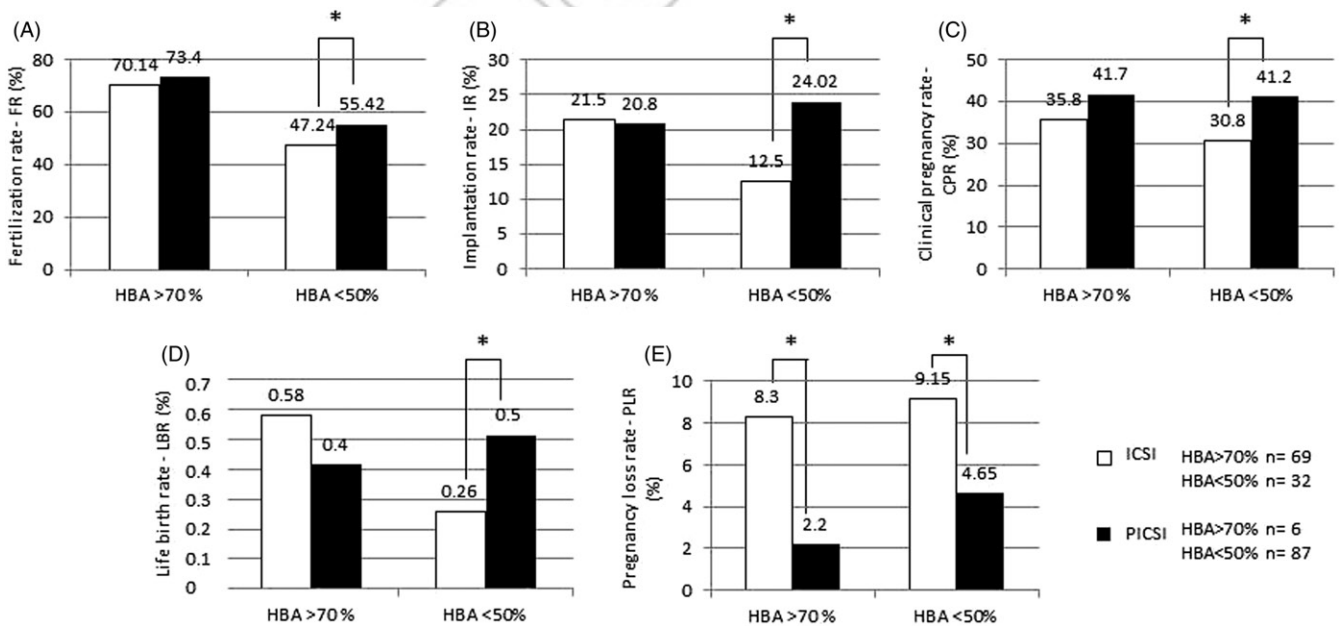 (A)
Fertilization rate - FR (%)
80
60
40
20
0
70.14
73.4
47.24
55.42
*
HBA >70 %
HBA <50%
(B)
Implantation rate - IR (%)
30
25
20
15
10
5
0
21.5
20.8
12.5
24.02
*
HBA >70 %
HBA <50%
(C)
Clinical pregnancy rate -
CPR (%)
50
40
30
20
10
0
35.8
41.7
30.8
41.2
*
HBA >70 %
HBA <50%
(D)
Life birth rate - LBR (%)
0.7
0.6
0.5
0.4
0.3
0.2
0.1
0
0.58
0.4
0.26
0.5
*
HBA >70 %
HBA <50%
(E)
Pregnancy loss rate - PLR
(%)
10
8
6
4
2
0
8.3
2.2
9.15
4.65
*
*
HBA >70 %
HBA <50%
ICSI HBA>70% n= 69
HBA<50% n= 32
PICSI HBA>70% n= 6
HBA<50% n= 87